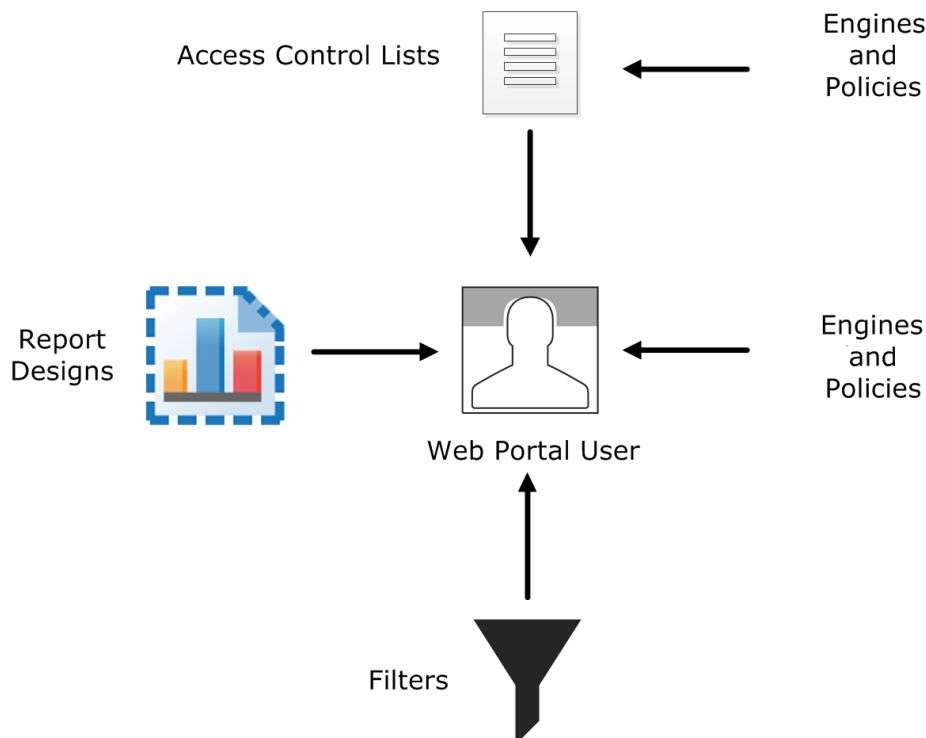 Access Control Lists
Engines
and
Policies
Report
Designs
Engines
and
Policies
Web Portal User
Filters